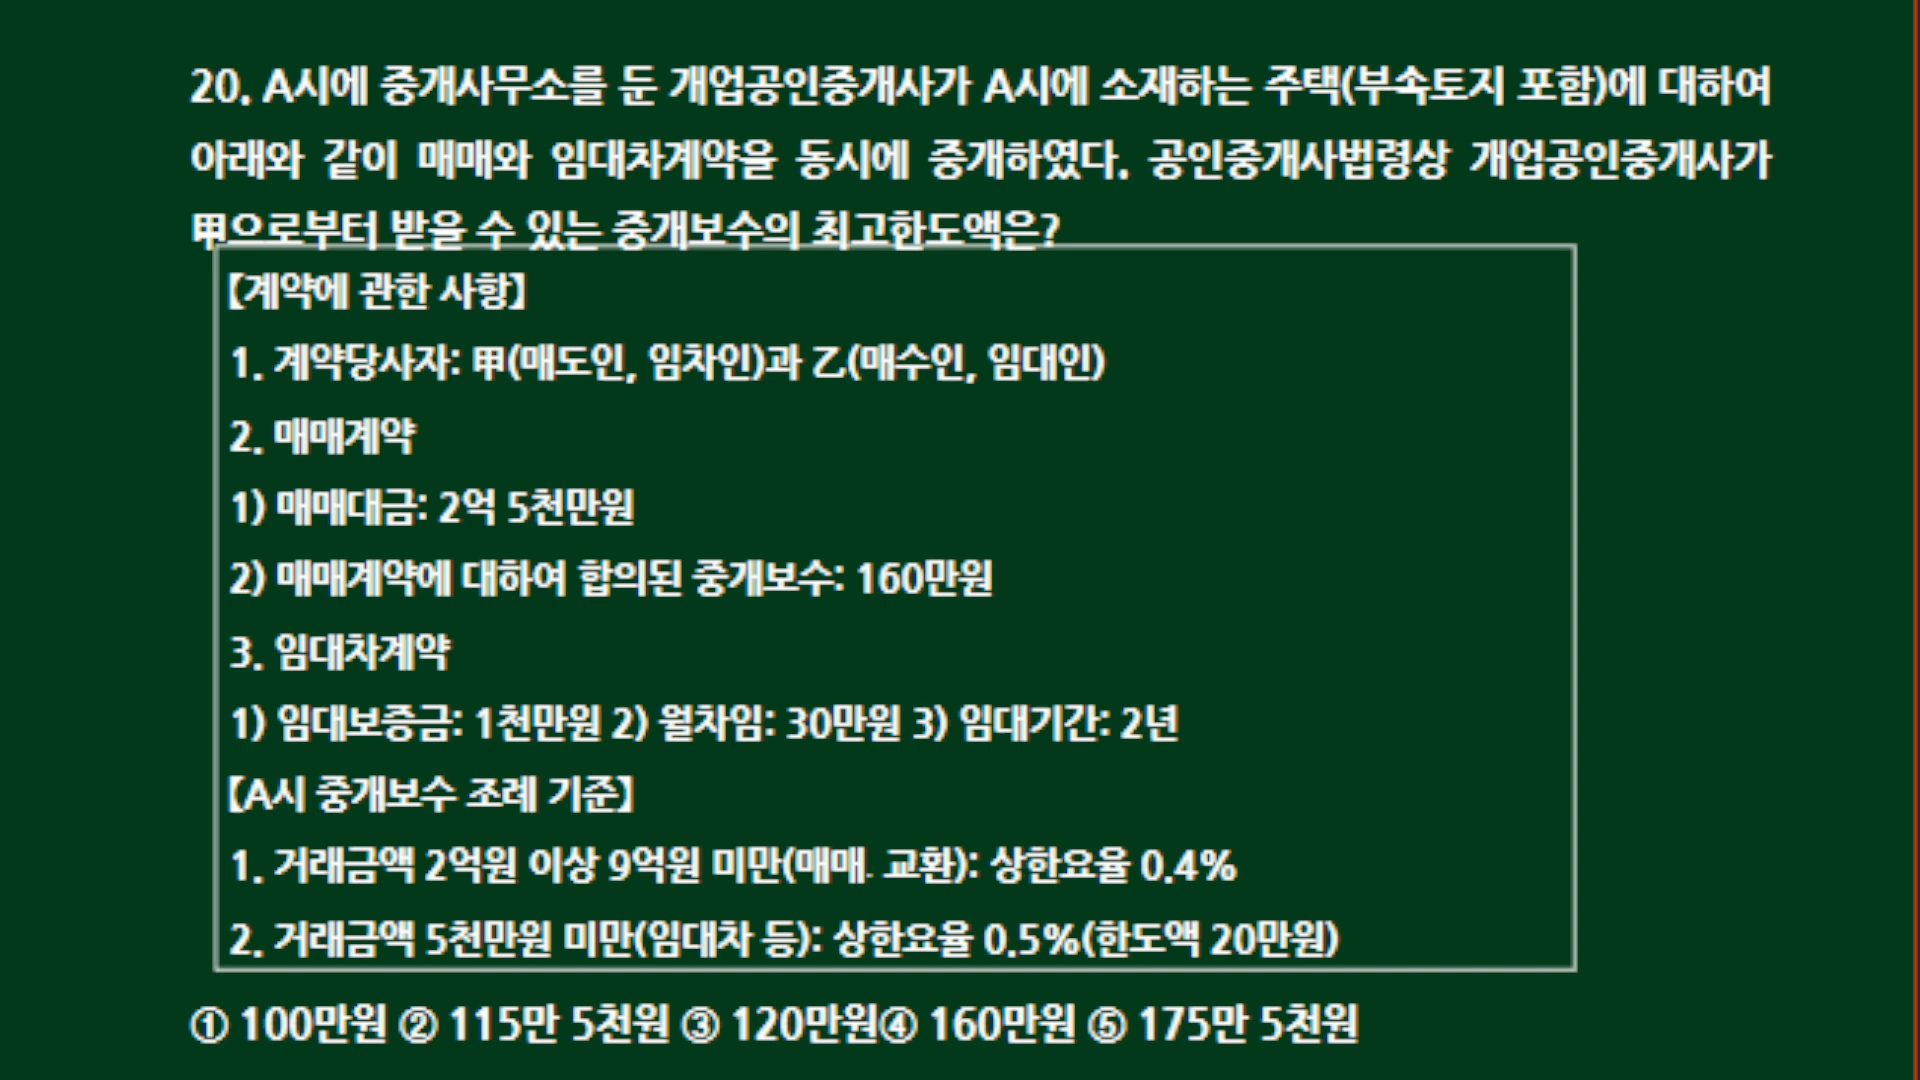 20. A시에 중개사무소를 둔 개업공인중개사가 A시에 소재하는 주택(부속토지 포함)에 대하여
아래와 같이 매매와 임대차계약을 동시에 중개하였다. 공인중개사법령상 개업공인중개사가
甲으로부터 받을 수 있는 중개보수의 최고한도액은?
【계약에 관한 사항】
1. 계약당사자: 甲(매도인, 임차인)과 乙(매수인, 임대인)
2. 매매계약
1) 매매대금: 2억 5천만원
2) 매매계약에 대하여 합의된 중개보수: 160만원
3. 임대차계약
1) 임대보증금: 1천만원 2) 월차임: 30만원 3) 임대기간: 2년
【A시 중개보수 조례 기준】
1. 거래금액 2억원 이상 9억원 미만(매매. 교환): 상한요율 0.4%
2. 거래금액 5천만원 미만(임대차 등): 상한요율 0.5%(한도액 20만원)
① 100만원 ② 115만 5천원 ③ 120만원④ 160만원 ⑤ 175만 5천원